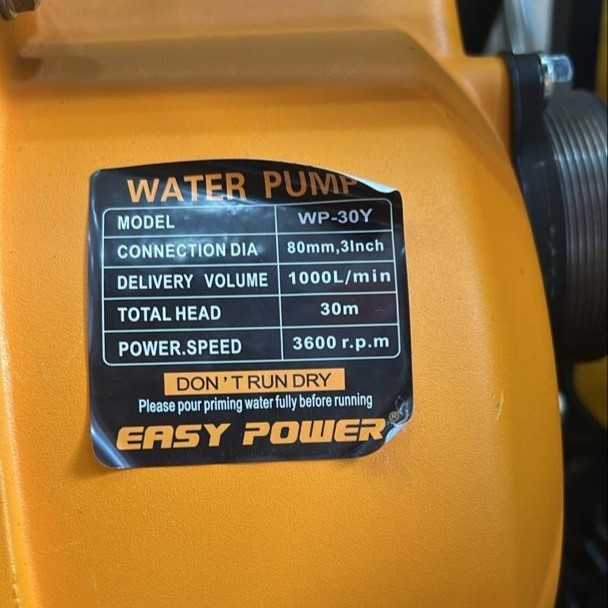 WATER PUMP
MODEL WP-30Y
CONNECTION DIA 80mm,3Inch
DELIVERY VOLUME 1000L/min
TOTAL HEAD 30m
POWER.SPEED 3600 r.p.m
DON'T RUN DRY
Please pour priming water fully before running
EASY POWER®